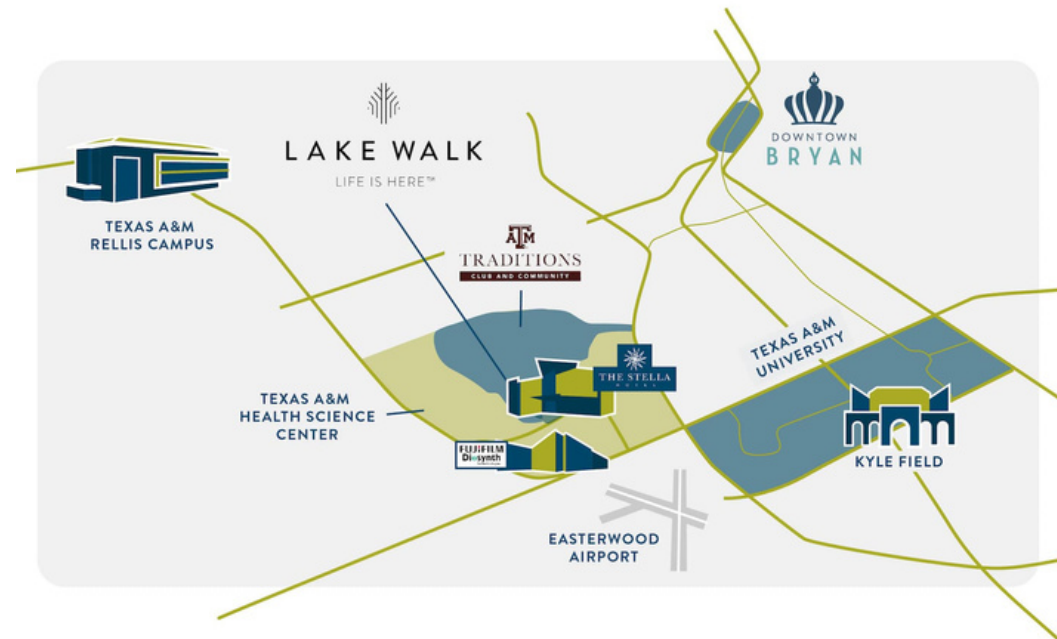 DOWNTOWN
BRYAN
LAKE WALK
LIFE IS HERE™
TEXAS A&M
RELLIS CAMPUS
ATM
TRADITIONS
CLUB AND COMMUNITY
TEXAS A&M
UNIVERSITY
THE STELLA
HOTEL
TEXAS A&M
HEALTH SCIENCE
CENTER
FUJIFILM
Diosynth
KYLE FIELD
EASTERWOOD
AIRPORT